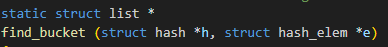 static struct list *
find_bucket (struct hash *h, struct hash_elem *e)